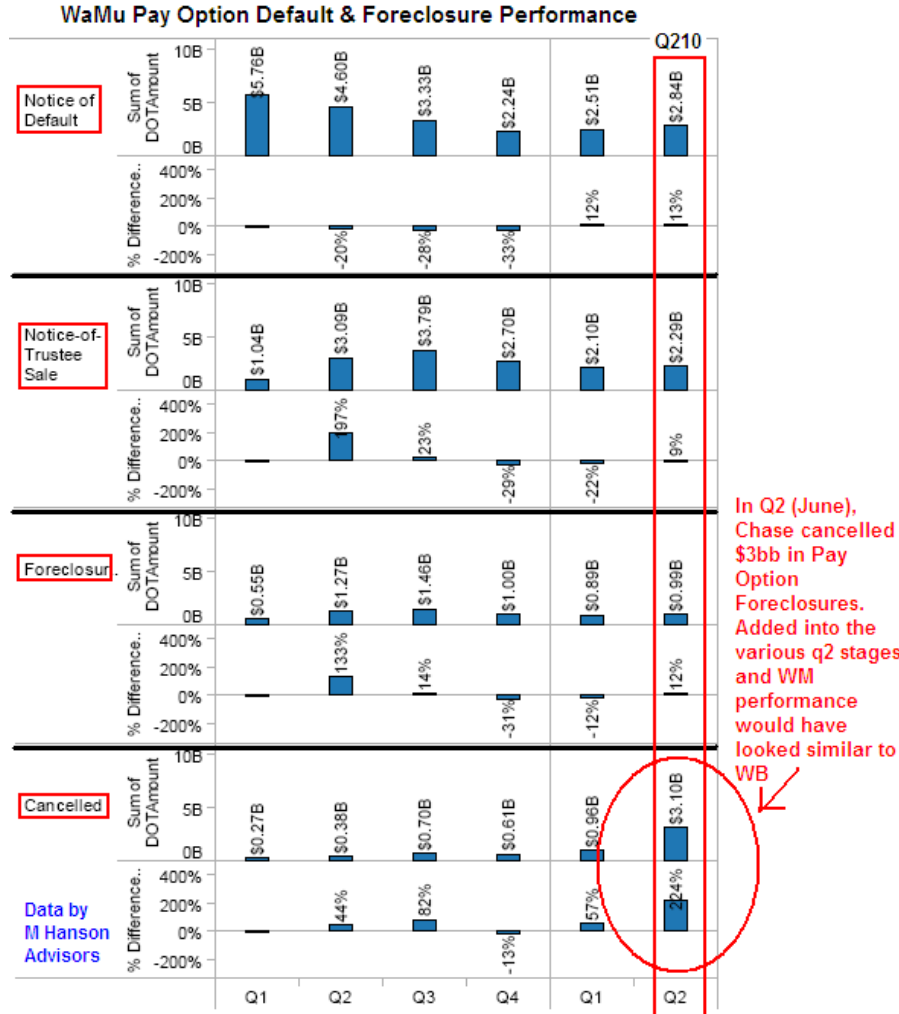 WaMu Pay Option Default & Foreclosure Performance
Q210
Notice of
Default
Sum of
DOTAmount
10B
5B
0B
$5.76B
$4.60B
$3.33B
$2.24B
$2.51B
$2.84B
% Difference..
400%
200%
0%
-200%
-20%
-28%
-33%
12%
13%
Notice-of-
Trustee
Sale
Sum of
DOTAmount
10B
5B
0B
$1.04B
$3.09B
$3.79B
$2.70B
$2.10B
$2.29B
% Difference..
400%
200%
0%
-200%
197%
23%
-29%
-22%
9%
Foreclosur..
Sum of
DOTAmount
10B
5B
0B
$0.55B
$1.27B
$1.46B
$1.00B
$0.89B
$0.99B
% Difference..
400%
200%
0%
-200%
133%
14%
-31%
-12%
12%
In Q2 (June),
Chase cancelled
$3bb in Pay
Option
Foreclosures.
Added into the
various q2 stages
and WM
performance
would have
looked similar to
WB
Cancelled
Sum of
DOTAmount
10B
5B
0B
$0.27B
$0.38B
$0.70B
$0.61B
$0.96B
$3.10B
% Difference..
400%
200%
0%
-200%
44%
82%
-13%
57%
224%
Data by
M Hanson
Advisors
Q1 Q2 Q3 Q4 Q1 Q2